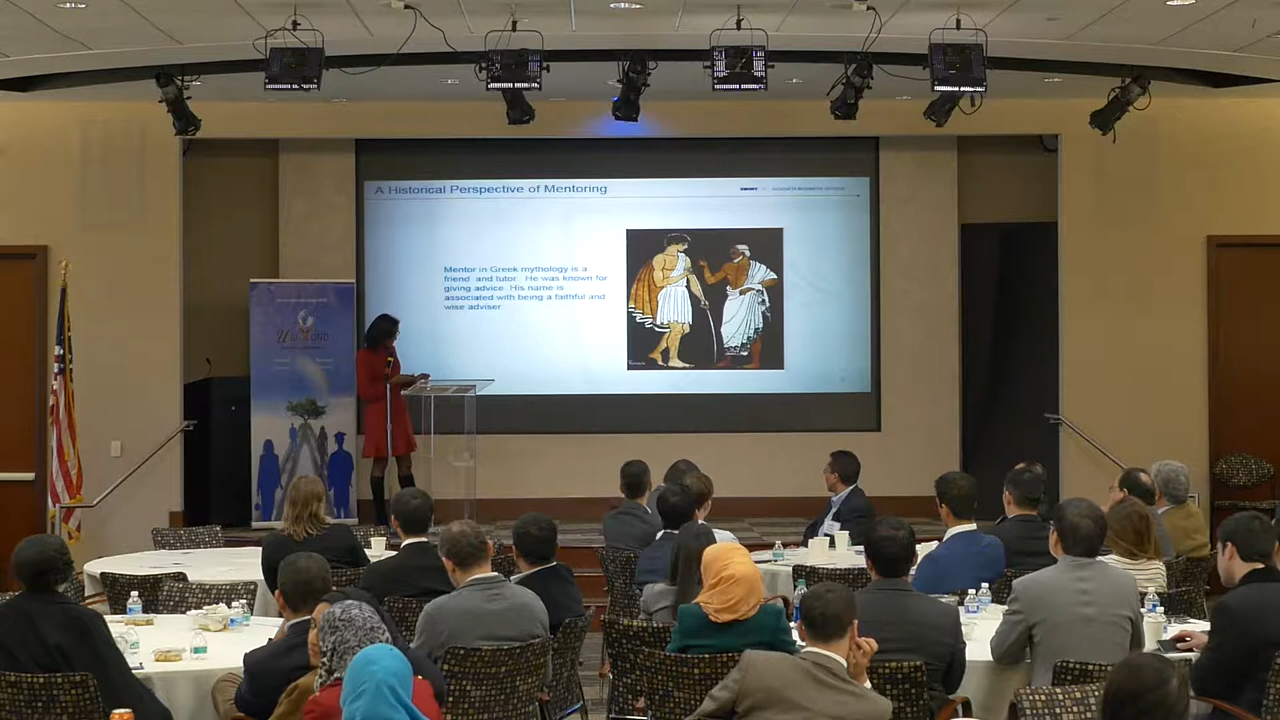 A Historical Perspective of Mentoring
Mentor in Greek mythology is a
friend and tutor. He was known for
giving advice. His name is
associated with being a faithful and
wise adviser